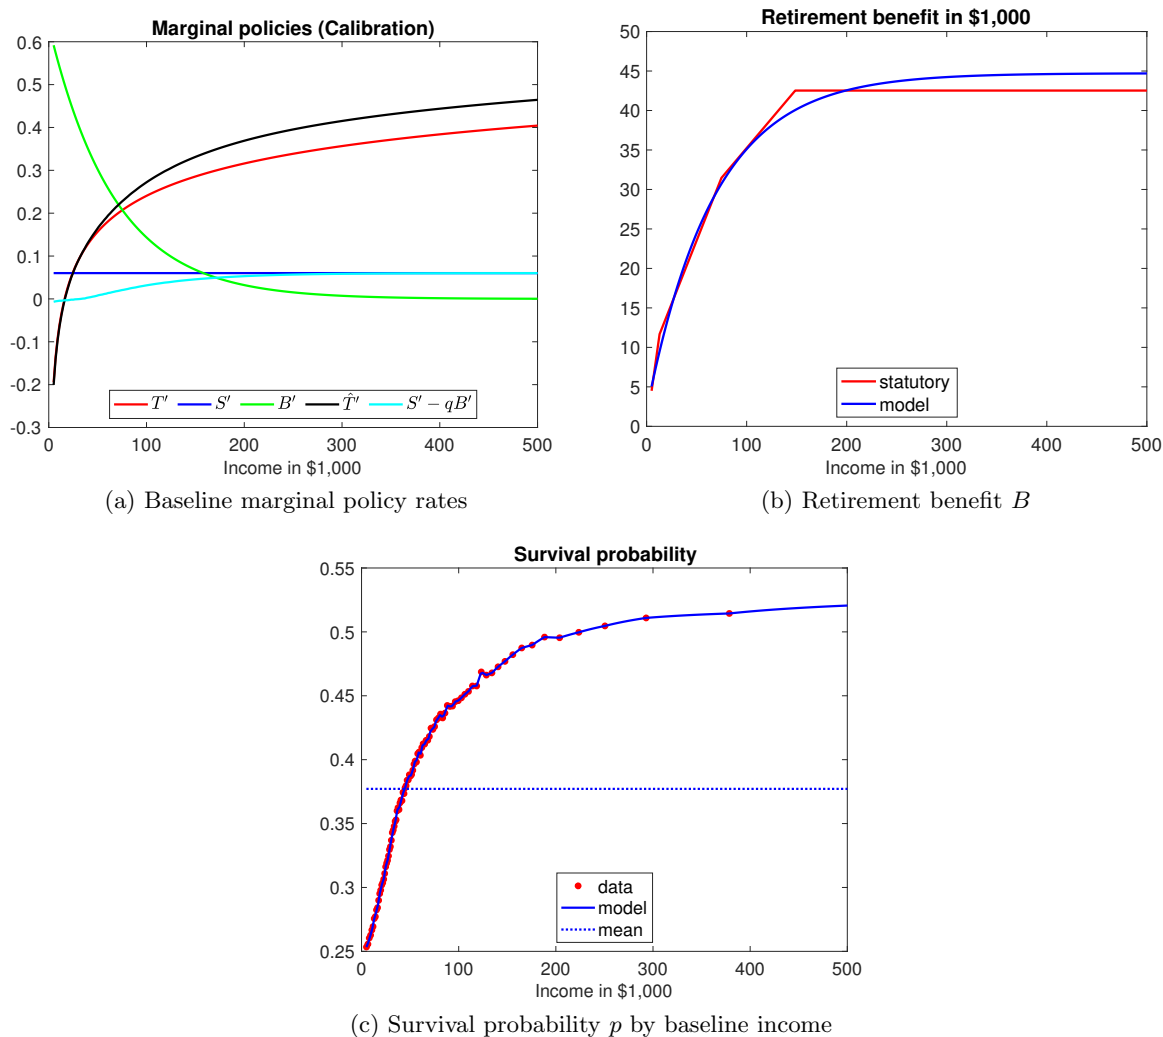 Marginal policies (Calibration)
0.6
0.5
0.4
0.3
0.2
0.1
0
-0.1
-0.2
-0.3
T′ S′ B′ T̂′ S′ − qB′
0 100 200 300 400 500
Income in $1,000
(a) Baseline marginal policy rates
Retirement benefit in $1,000
50
45
40
35
30
25
20
15
10
5
0
statutory
model
0 100 200 300 400 500
Income in $1,000
(b) Retirement benefit B
Survival probability
0.55
0.5
0.45
0.4
0.35
0.3
0.25
data
model
mean
0 100 200 300 400 500
Income in $1,000
(c) Survival probability p by baseline income